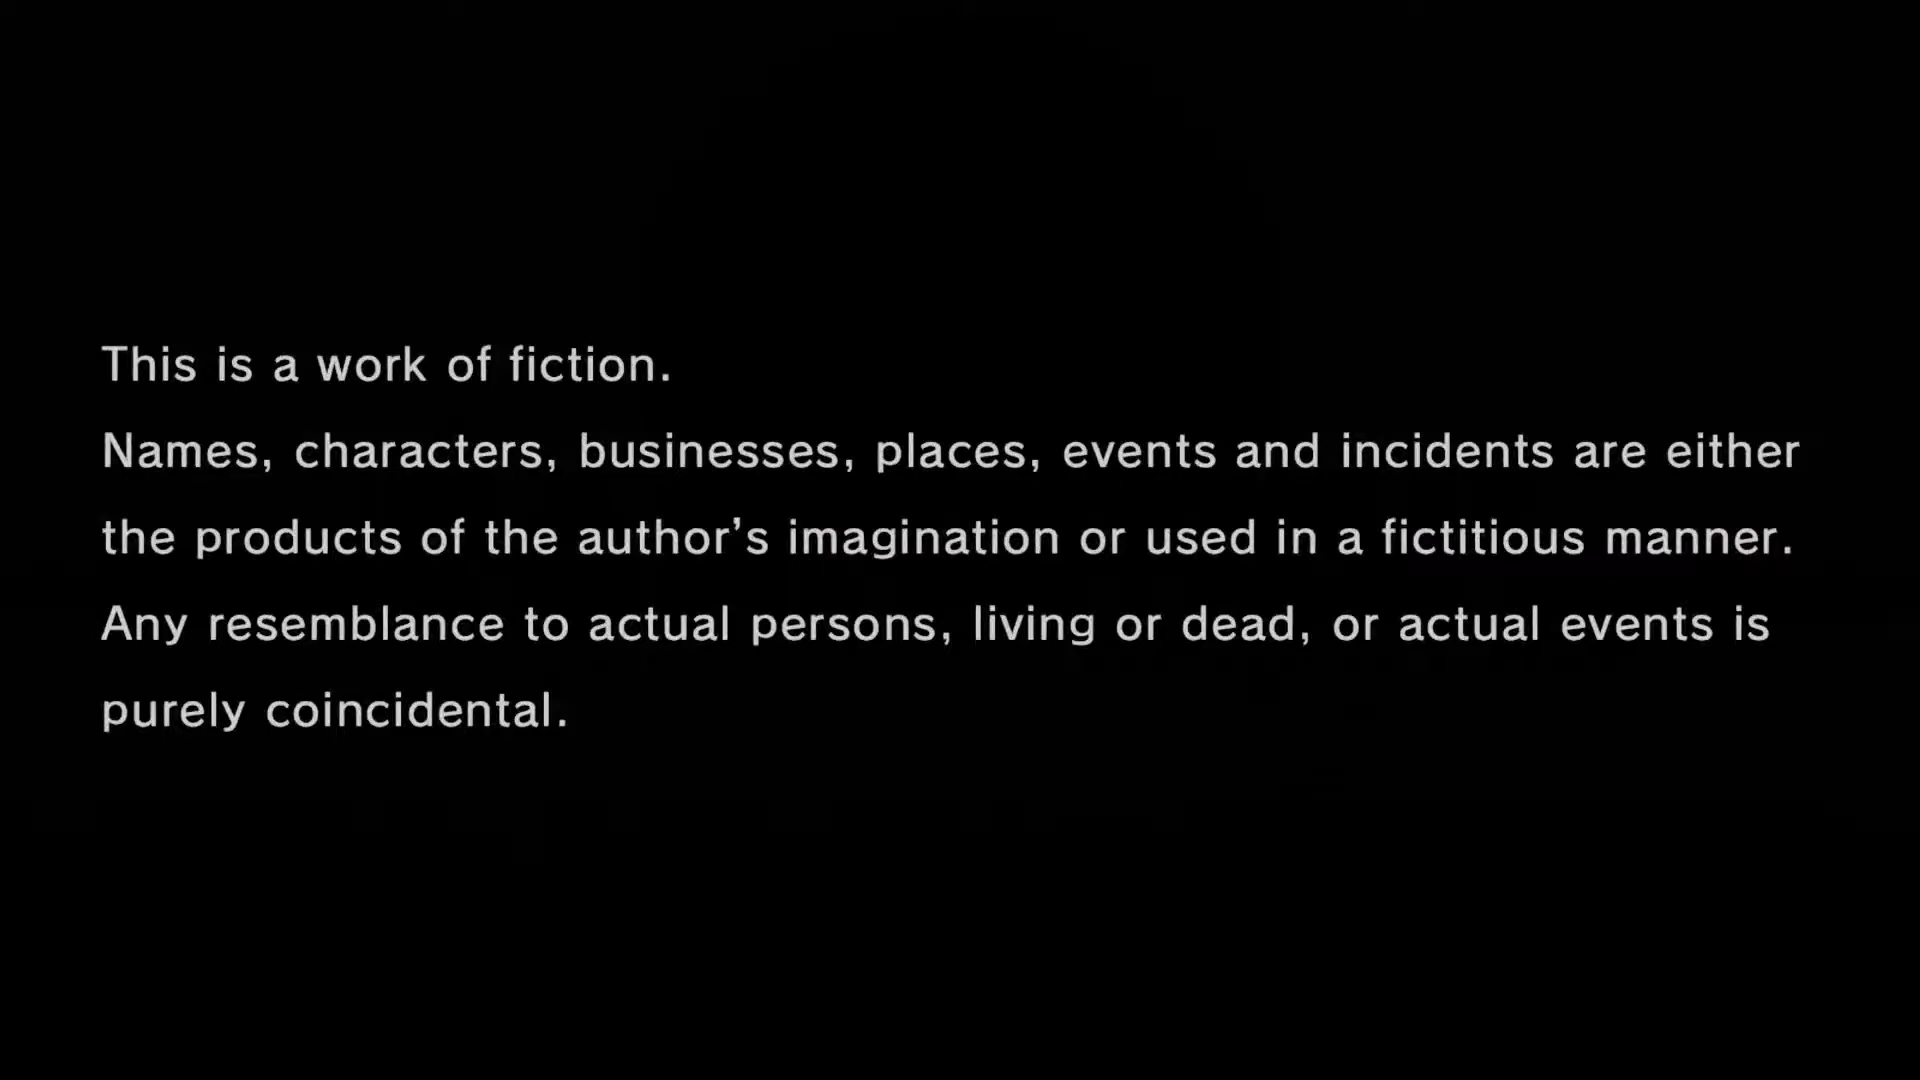 This is a work of fiction.
Names, characters, businesses, places, events and incidents are either
the products of the author’s imagination or used in a fictitious manner.
Any resemblance to actual persons, living or dead, or actual events is
purely coincidental.